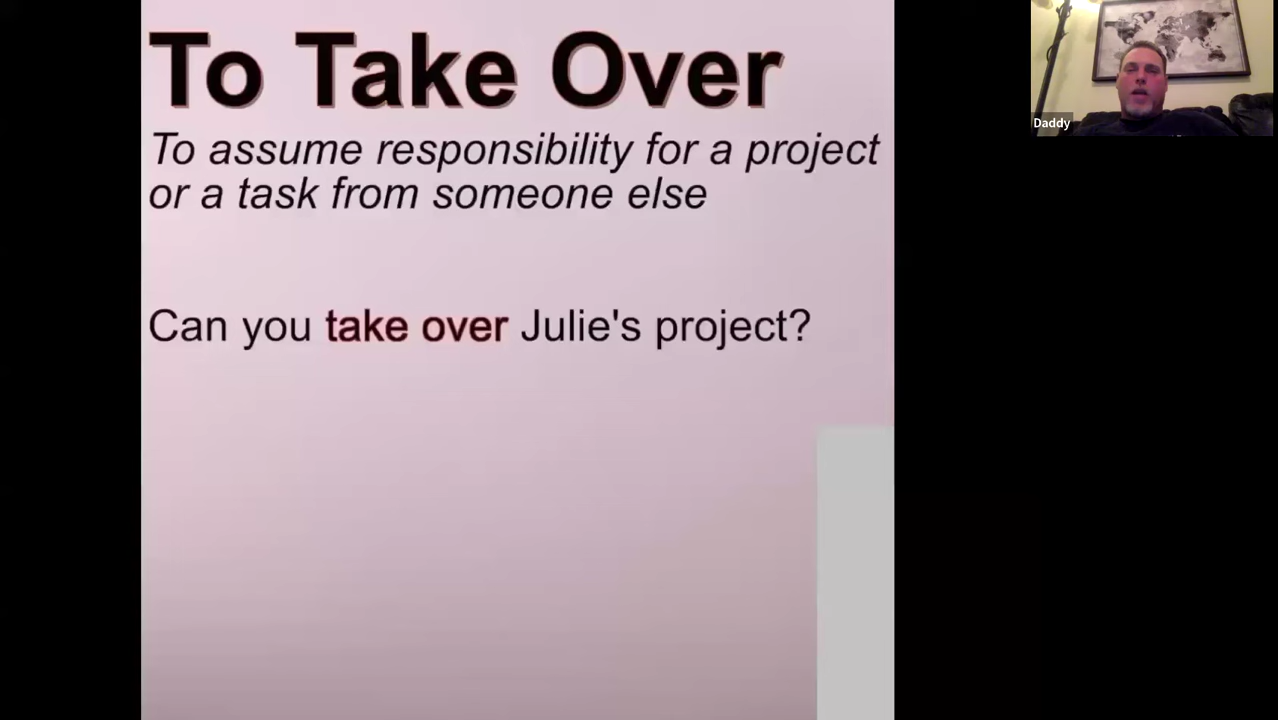 To Take Over
To assume responsibility for a project
or a task from someone else
Can you take over Julie's project?
Daddy